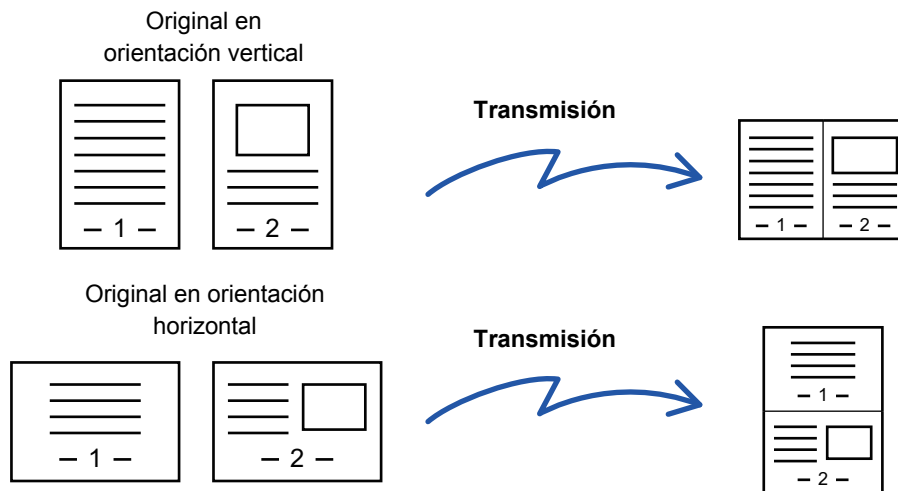 Original en
orientación vertical
Transmisión
– 1 –
– 2 –
– 1 –
– 2 –
Original en orientación
horizontal
Transmisión
– 1 –
– 2 –
– 1 –
– 2 –